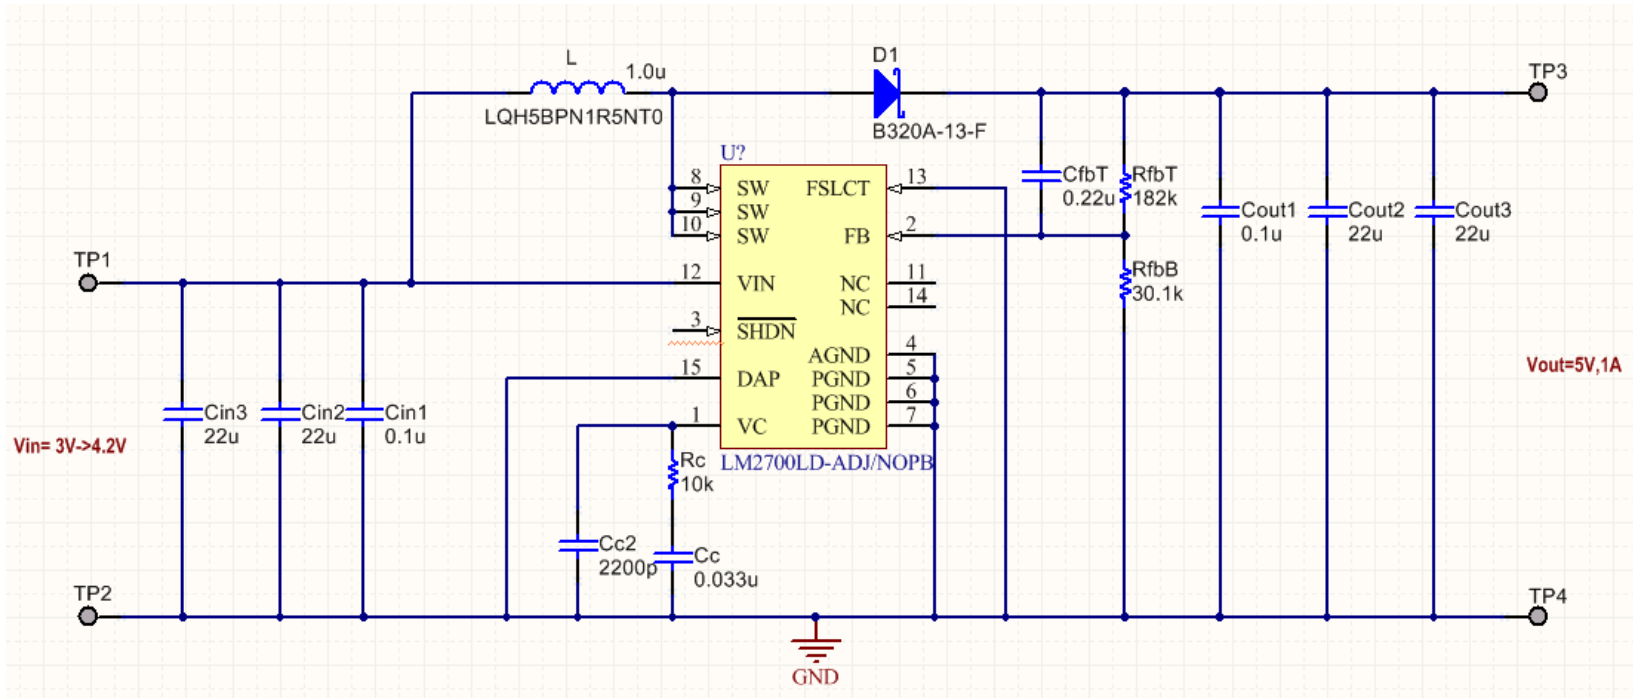 L
1.0u
LQH5BPN1R5NT0
D1
B320A-13-F
TP3
U?
8 SW FSLCT 13
9 SW
10 SW FB 2
12 VIN NC 11
NC 14
3 SHDN
AGND 4
15 DAP PGND 5
PGND 6
1 VC PGND 7
LM2700LD-ADJ/NOPB
CfbT
0.22u
RfbT
182k
RfbB
30.1k
Cout1
0.1u
Cout2
22u
Cout3
22u
TP1
Cin3
22u
Cin2
22u
Cin1
0.1u
Vin= 3V->4.2V
Vout=5V,1A
Rc
10k
Cc2
2200p
Cc
0.033u
TP2
TP4
GND